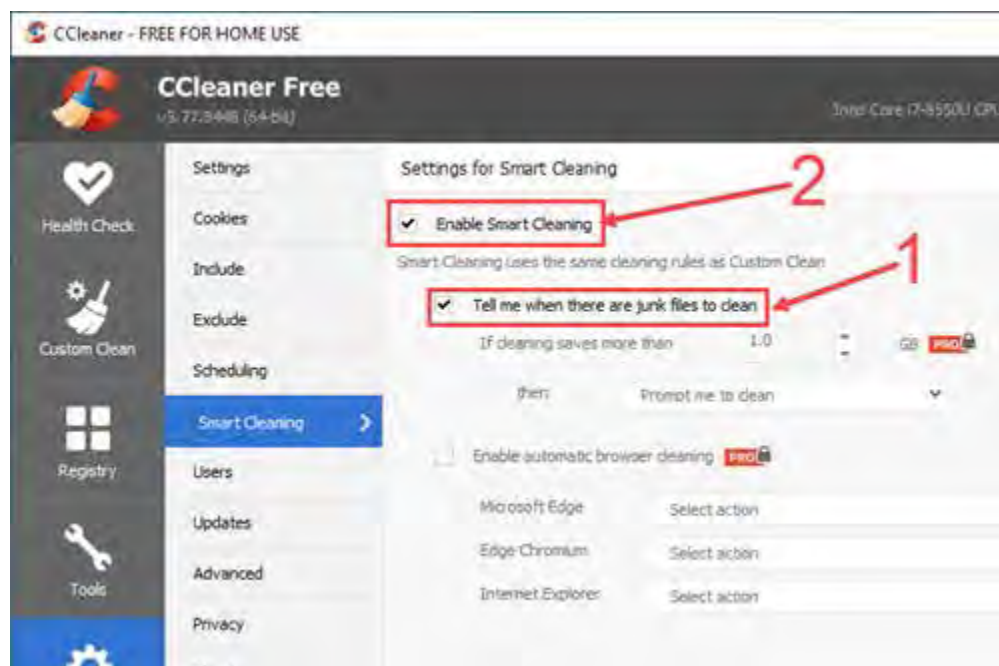 CCleaner - FREE FOR HOME USE
CCleaner Free
v5.77.8448 (64-bit)
Intel Core i7-8550U CPU
Health Check
Custom Clean
Registry
Tools
Settings
Cookies
Include
Exclude
Scheduling
Smart Cleaning
Users
Updates
Advanced
Privacy
Settings for Smart Cleaning
2
Enable Smart Cleaning
Smart Cleaning uses the same cleaning rules as Custom Clean
1
Tell me when there are junk files to clean
If cleaning saves more than 1.0 GB PRO
then: Prompt me to clean
Enable automatic browser cleaning PRO
Microsoft Edge Select action
Edge Chromium Select action
Internet Explorer Select action